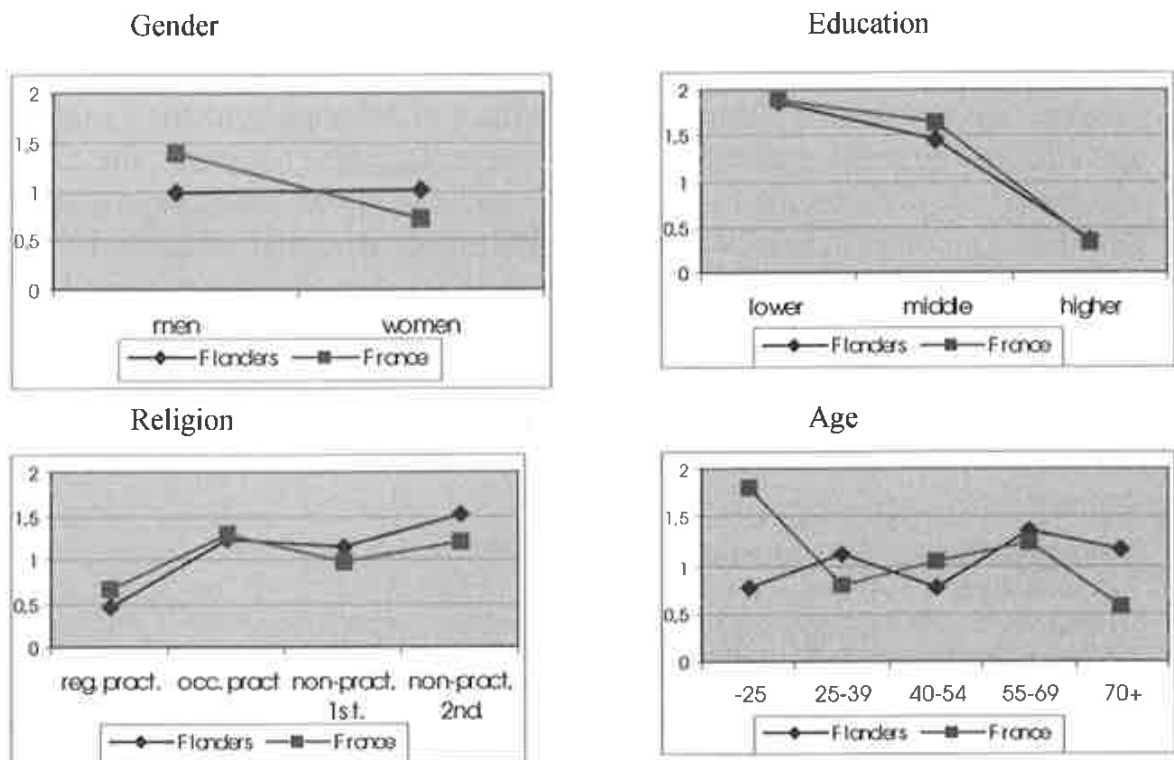 Gender
2
1,5
1
0,5
0
men women
Flanders France
Education
2
1,5
1
0,5
0
lower middle higher
Flanders France
Religion
2
1,5
1
0,5
0
reg. pract. occ. pract non-pract. non-pract.
1st. 2nd.
Flanders France
Age
2
1,5
1
0,5
0
-25 25-39 40-54 55-69 70+
Flanders France